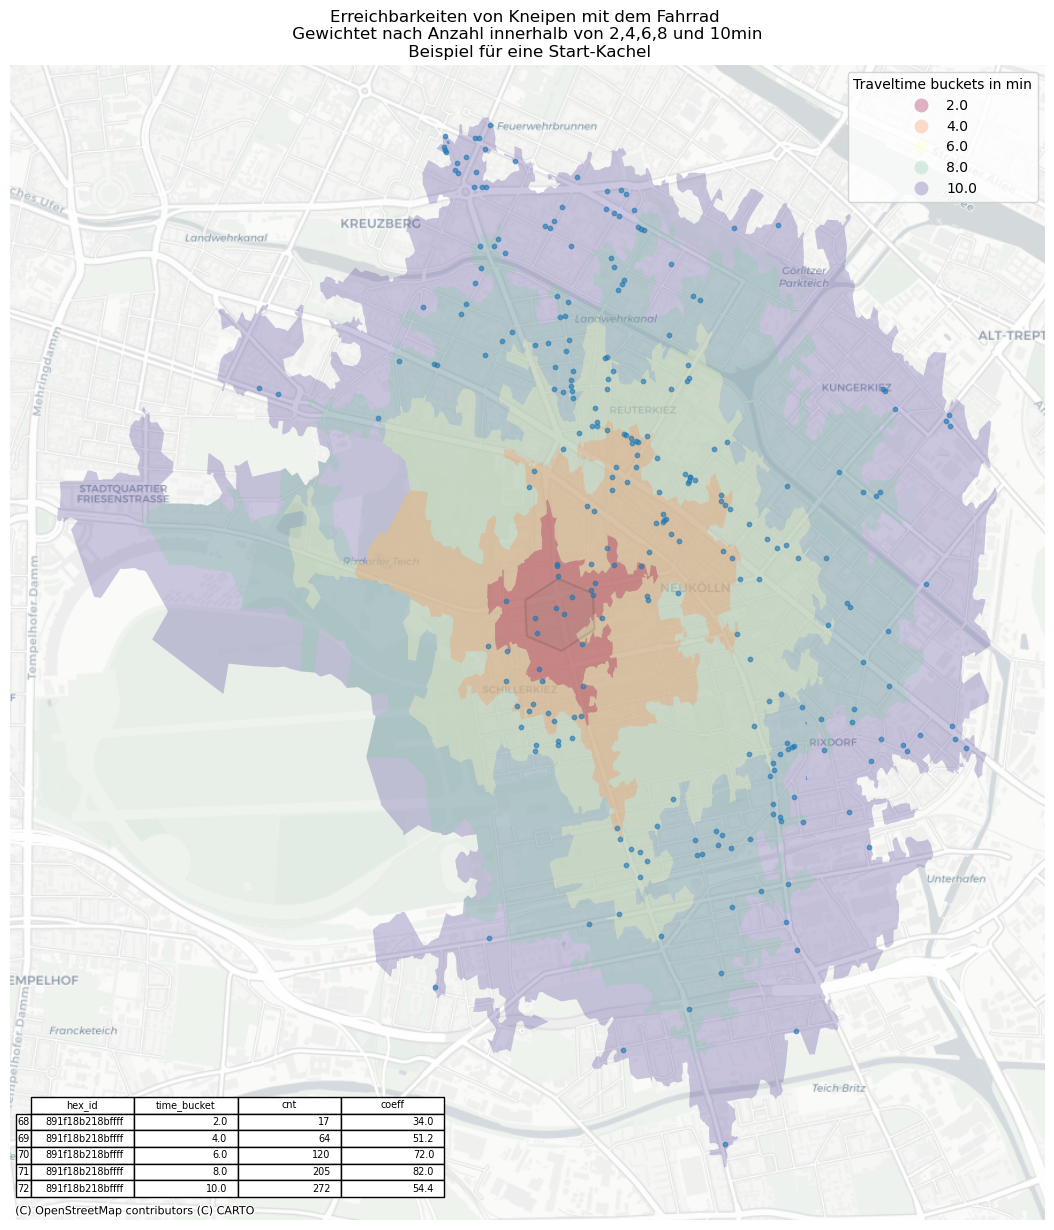 Erreichbarkeiten von Kneipen mit dem Fahrrad
Gewichtet nach Anzahl innerhalb von 2,4,6,8 und 10min
Beispiel für eine Start-Kachel
Traveltime buckets in min
2.0
4.0
6.0
8.0
10.0
Feuerwehrbrunnen
ches Ufer
KREUZBERG
Landwehrkanal
Görlitzer
Parkteich
Landwehrkanal
ALT-TREPT
Mehringdamm
KUNGERKIEZ
REUTERKIEZ
STADTQUARTIER
FRIESENSTRASSE
Rixdorfer Teich
NEUKÖLLN
Tempelhofer Damm
SCHILLERKIEZ
RIXDORF
Unterhafen
EMPELHOF
Francketeich
Tempelhofer Damm
Teich Britz
hex_id time_bucket cnt coeff
68 891f18b218bffff 2.0 17 34.0
69 891f18b218bffff 4.0 64 51.2
70 891f18b218bffff 6.0 120 72.0
71 891f18b218bffff 8.0 205 82.0
72 891f18b218bffff 10.0 272 54.4
(C) OpenStreetMap contributors (C) CARTO